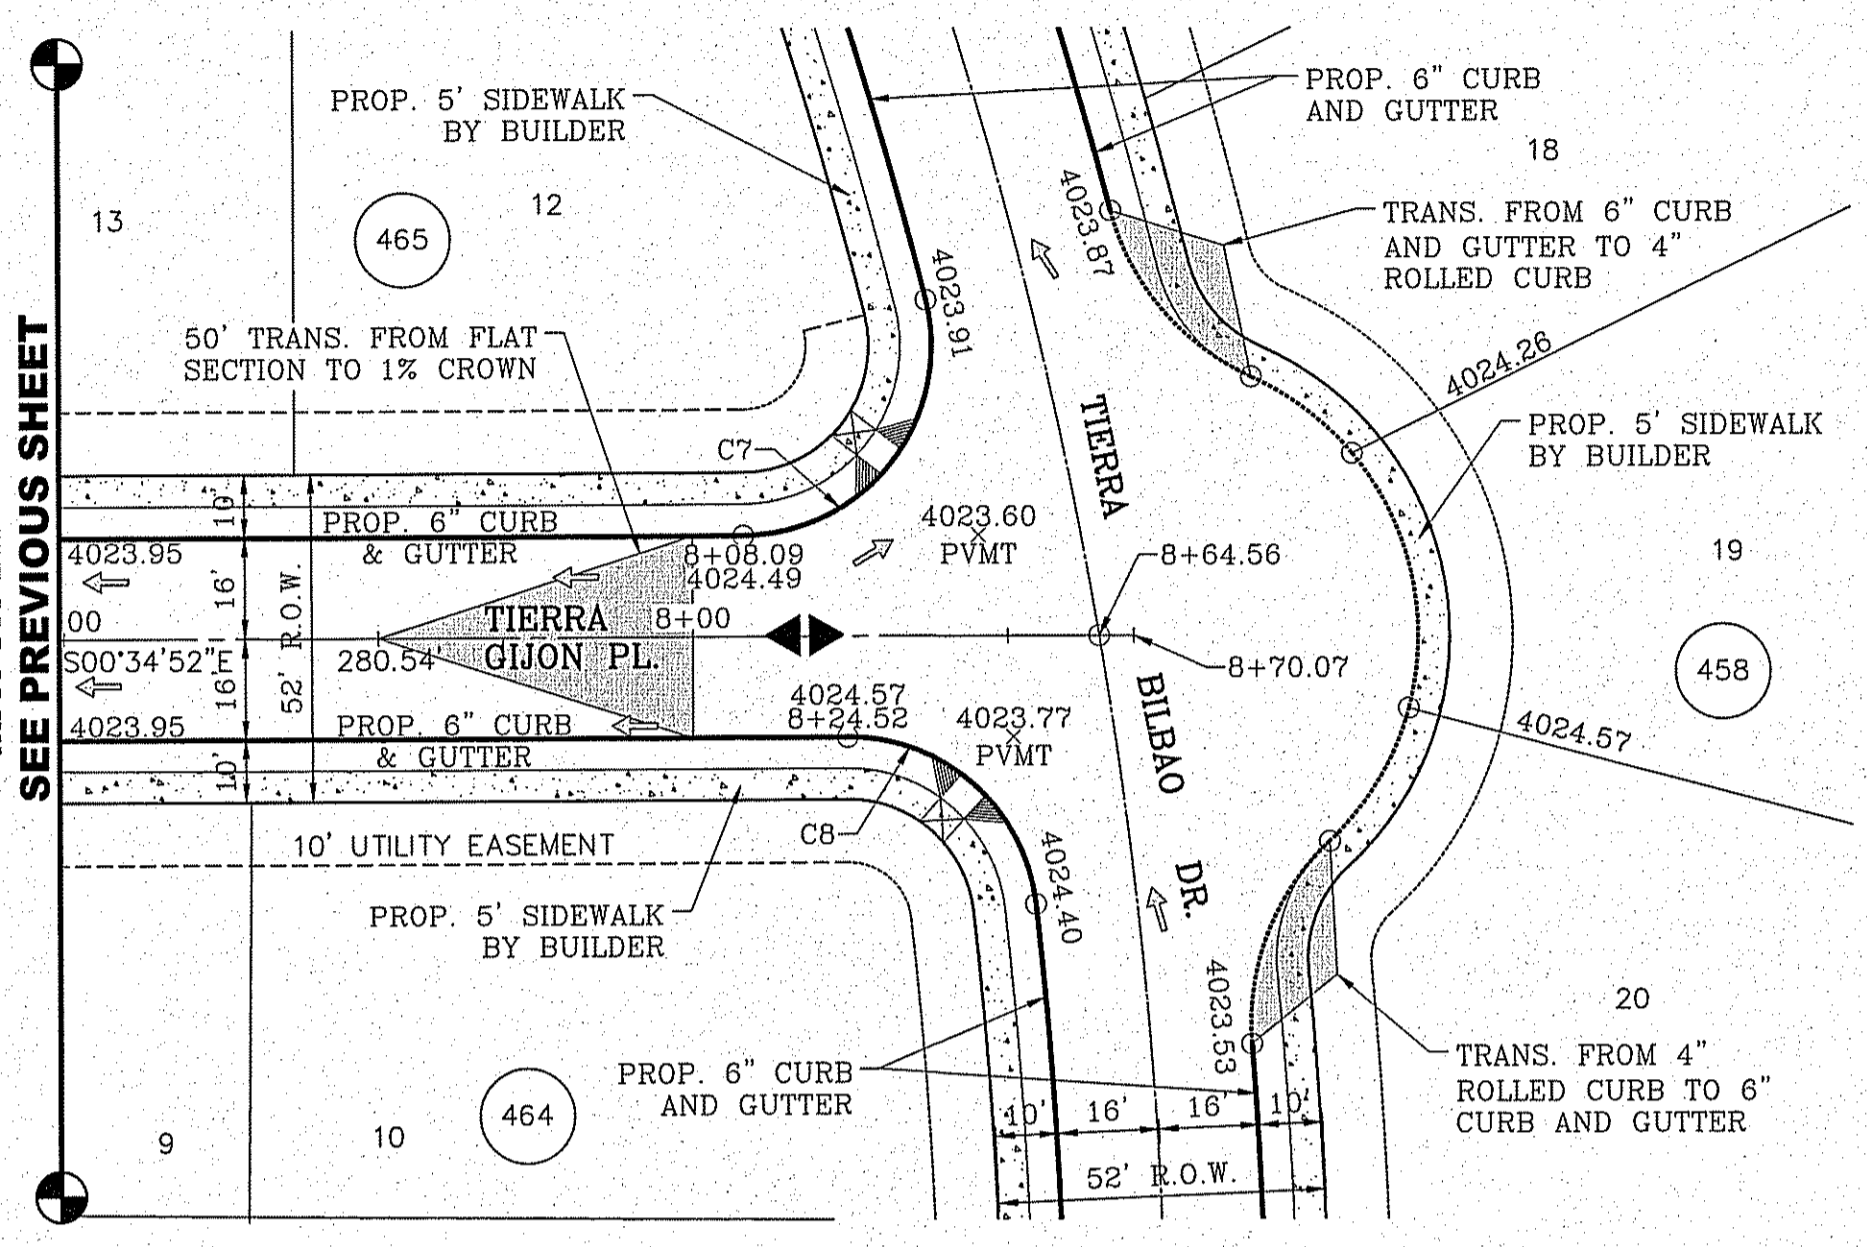 SEE PREVIOUS SHEET
PROP. 5' SIDEWALK
BY BUILDER
PROP. 6" CURB
AND GUTTER
18
13
12
465
TRANS. FROM 6" CURB
AND GUTTER TO 4"
ROLLED CURB
4023.87
4023.91
50' TRANS. FROM FLAT
SECTION TO 1% CROWN
4024.26
PROP. 5' SIDEWALK
BY BUILDER
C7
TIERRA
BILBAO
DR.
10'
16'
16'
10'
52' R.O.W.
PROP. 6" CURB
& GUTTER
4023.95
8+08.09
4024.49
4023.60
PVMT
8+64.56
19
00
TIERRA
GIJON PL.
8+00
S00°34'52"E
280.54'
8+70.07
458
4024.57
8+24.52
4023.77
PVMT
4024.57
4023.95
PROP. 6" CURB
& GUTTER
10' UTILITY EASEMENT
C8
4024.40
PROP. 5' SIDEWALK
BY BUILDER
4023.53
20
TRANS. FROM 4"
ROLLED CURB TO 6"
CURB AND GUTTER
PROP. 6" CURB
AND GUTTER
464
9
10
10'
16'
16'
10'
52' R.O.W.